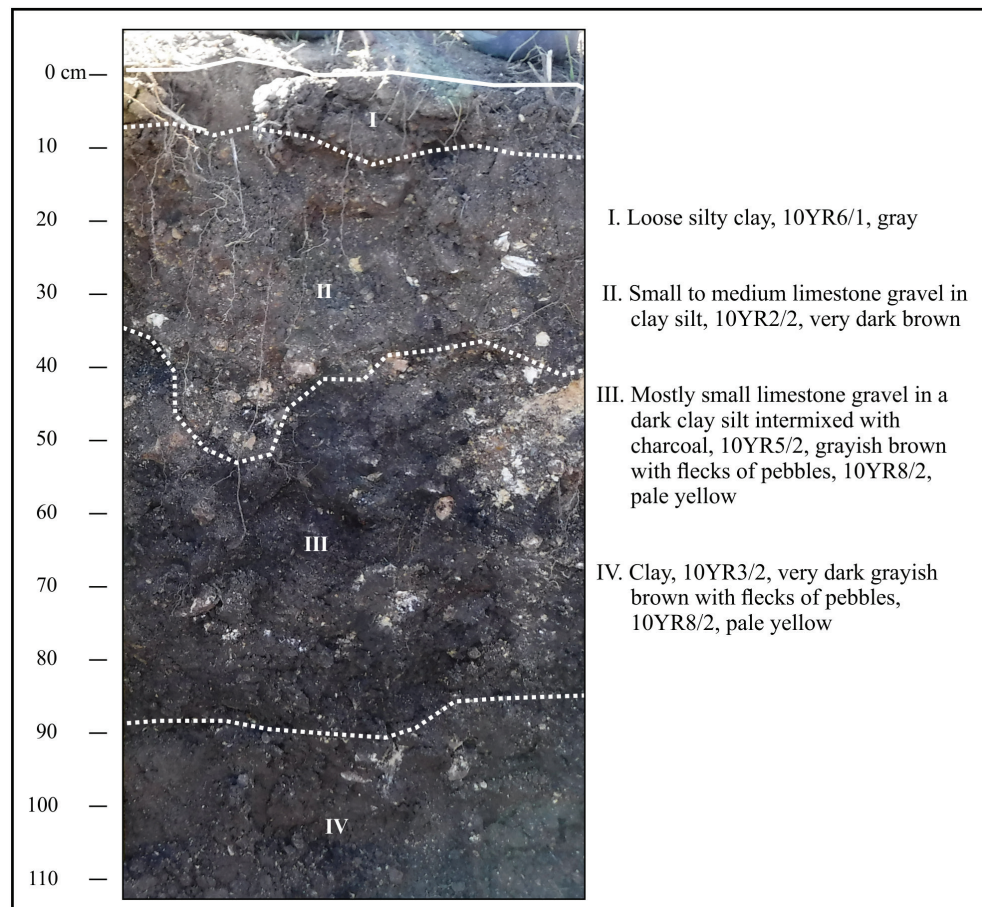 0 cm
10
20
30
40
50
60
70
80
90
100
110
I
II
III
IV
I. Loose silty clay, 10YR6/1, gray
II. Small to medium limestone gravel in
clay silt, 10YR2/2, very dark brown
III. Mostly small limestone gravel in a
dark clay silt intermixed with
charcoal, 10YR5/2, grayish brown
with flecks of pebbles, 10YR8/2,
pale yellow
IV. Clay, 10YR3/2, very dark grayish
brown with flecks of pebbles,
10YR8/2, pale yellow